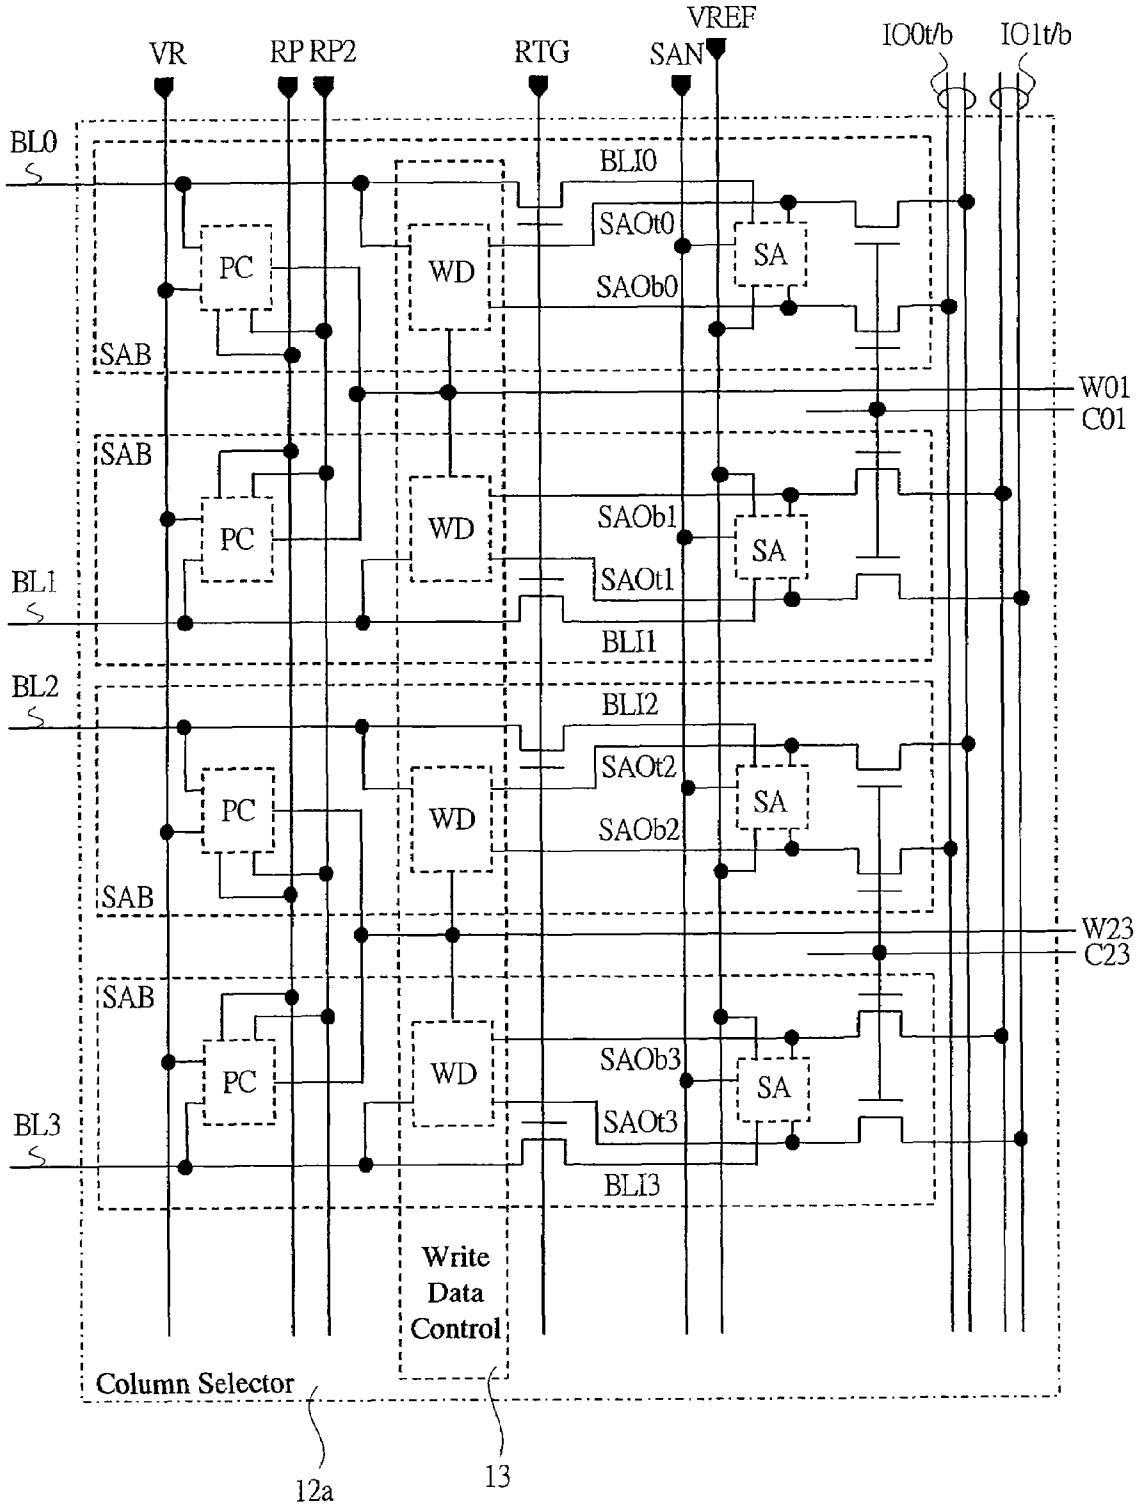 VREF
VR RP RP2 RTG SAN IO0t/b IO1t/b
BL0
BLI0
SAOt0
PC WD SA
SAOb0
SAB
W01
C01
SAB
SAOb1
PC WD SA
SAOt1
BL1
BLI1
BL2
BLI2
SAOt2
PC WD SA
SAOb2
SAB
W23
C23
SAB
SAOb3
PC WD SA
SAOt3
BL3
BLI3
Write
Data
Control
Column Selector
12a
13